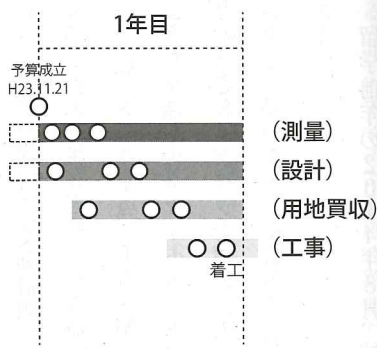 1年目
予算成立
H23.11.21
（測量）
（設計）
（用地買収）
（工事）
着工